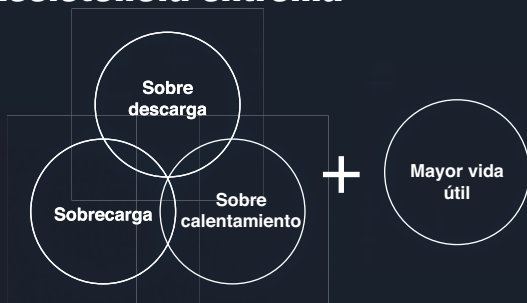 Sobre
descarga
Sobrecarga
Sobre
calentamiento
+
Mayor vida
útil